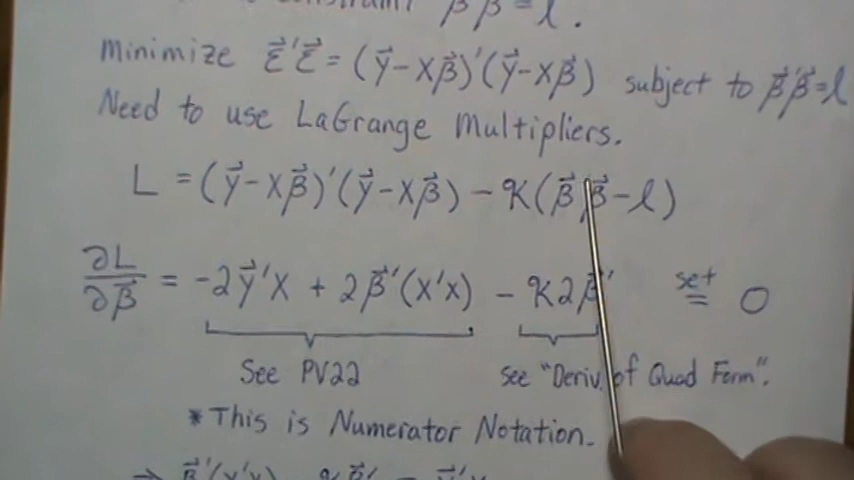 constraint β⃗'β⃗ = l.
Minimize ε⃗'ε⃗ = (y⃗-Xβ⃗)'(y⃗-Xβ⃗) subject to β⃗'β⃗=l
Need to use LaGrange Multipliers.
L = (y⃗-Xβ⃗)'(y⃗-Xβ⃗) - K(β⃗'β⃗-l)
∂L/∂β⃗ = -2y⃗'X + 2β⃗'(X'X) - K2β⃗' set = 0
See PV22 see "Deriv. of Quad Form".
*This is Numerator Notation.
⇒ β⃗'(X'X)